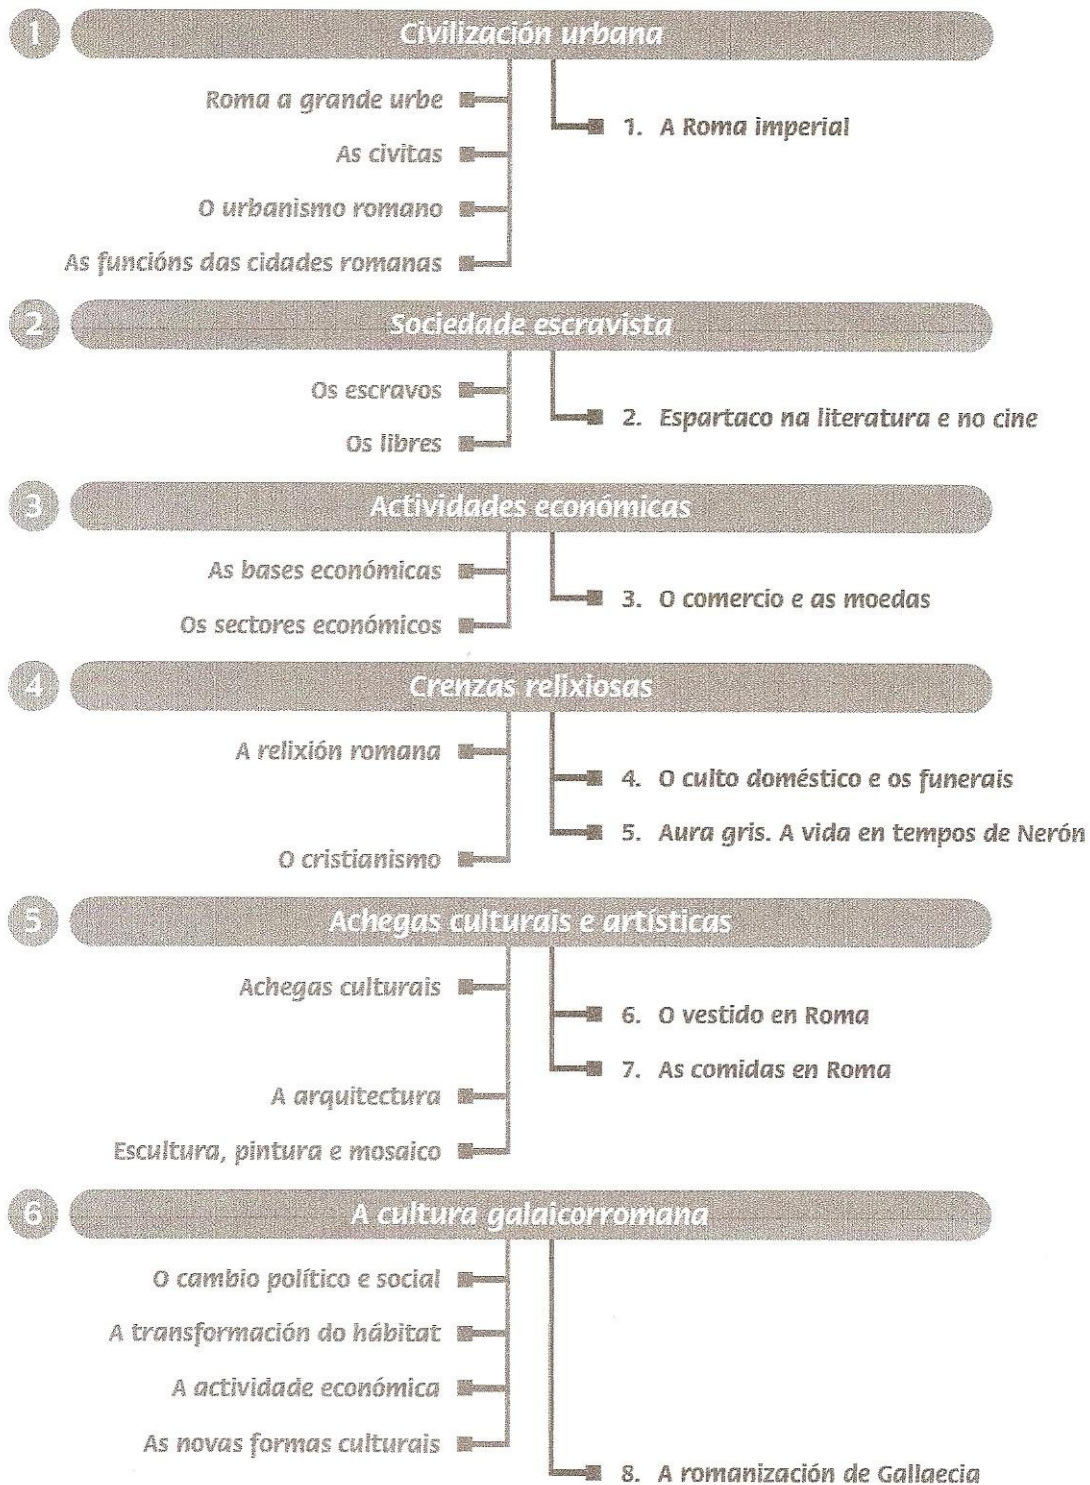 1 Civilización urbana
Roma a grande urbe
1. A Roma imperial
As civitas
O urbanismo romano
As funcións das cidades romanas
2 Sociedade escravista
Os escravos
2. Espartaco na literatura e no cine
Os libres
3 Actividades económicas
As bases económicas
3. O comercio e as moedas
Os sectores económicos
4 Crenzas relixiosas
A relixión romana
4. O culto doméstico e os funerais
5. Aura gris. A vida en tempos de Nerón
O cristianismo
5 Achegas culturais e artísticas
Achegas culturais
6. O vestido en Roma
7. As comidas en Roma
A arquitectura
Escultura, pintura e mosaico
6 A cultura galaicorromana
O cambio político e social
A transformación do hábitat
A actividade económica
As novas formas culturais
8. A romanización de Gallaecia